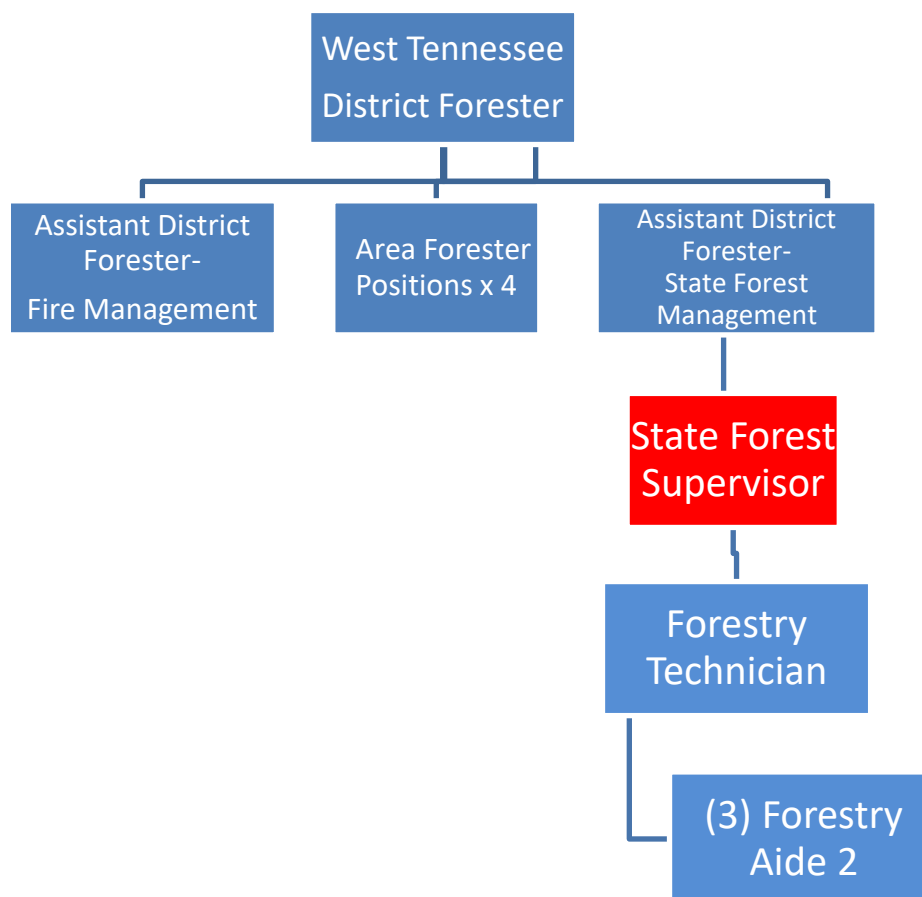 West Tennessee
District Forester
Assistant District
Forester-
Fire Management
Area Forester
Positions x 4
Assistant District
Forester-
State Forest
Management
State Forest
Supervisor
Forestry
Technician
(3) Forestry
Aide 2